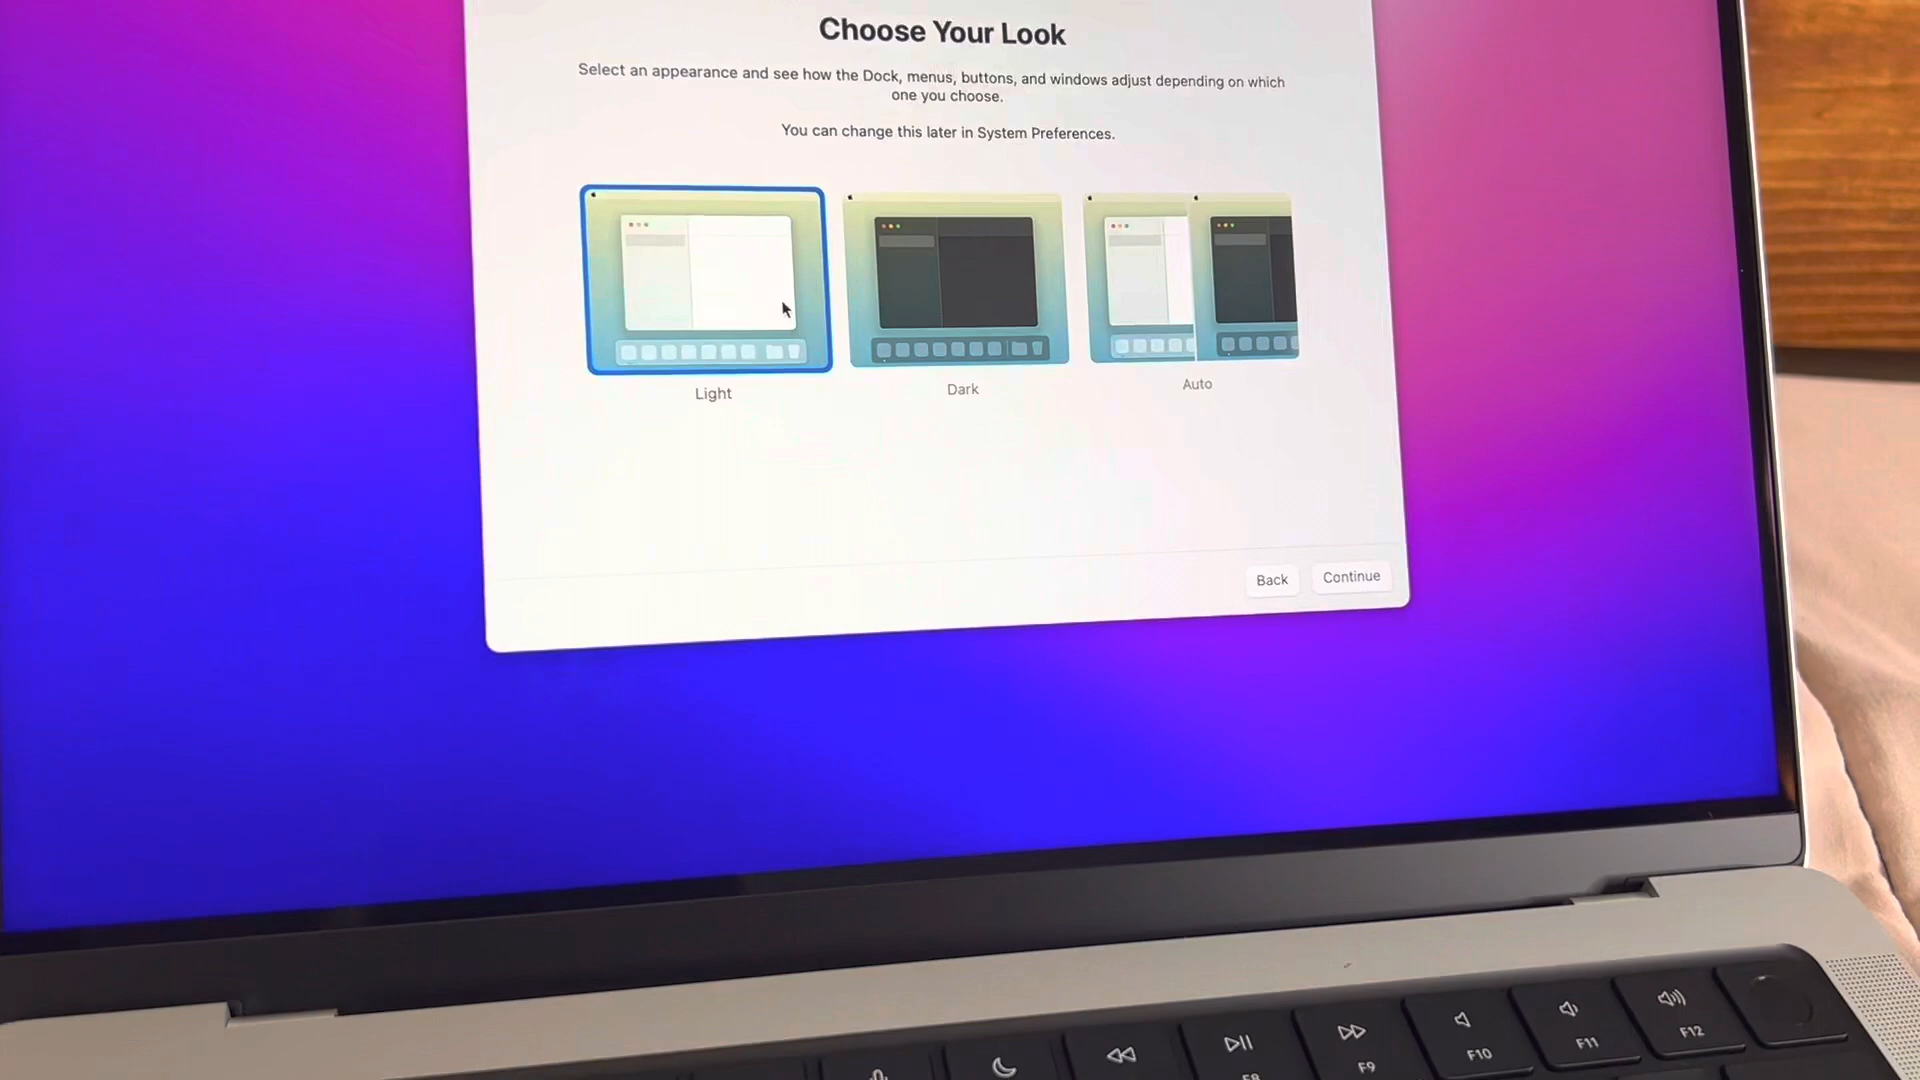 Choose Your Look
Select an appearance and see how the Dock, menus, buttons, and windows adjust depending on which
one you choose.
You can change this later in System Preferences.
Light
Dark
Auto
Back
Continue
F8
F9
F10
F11
F12